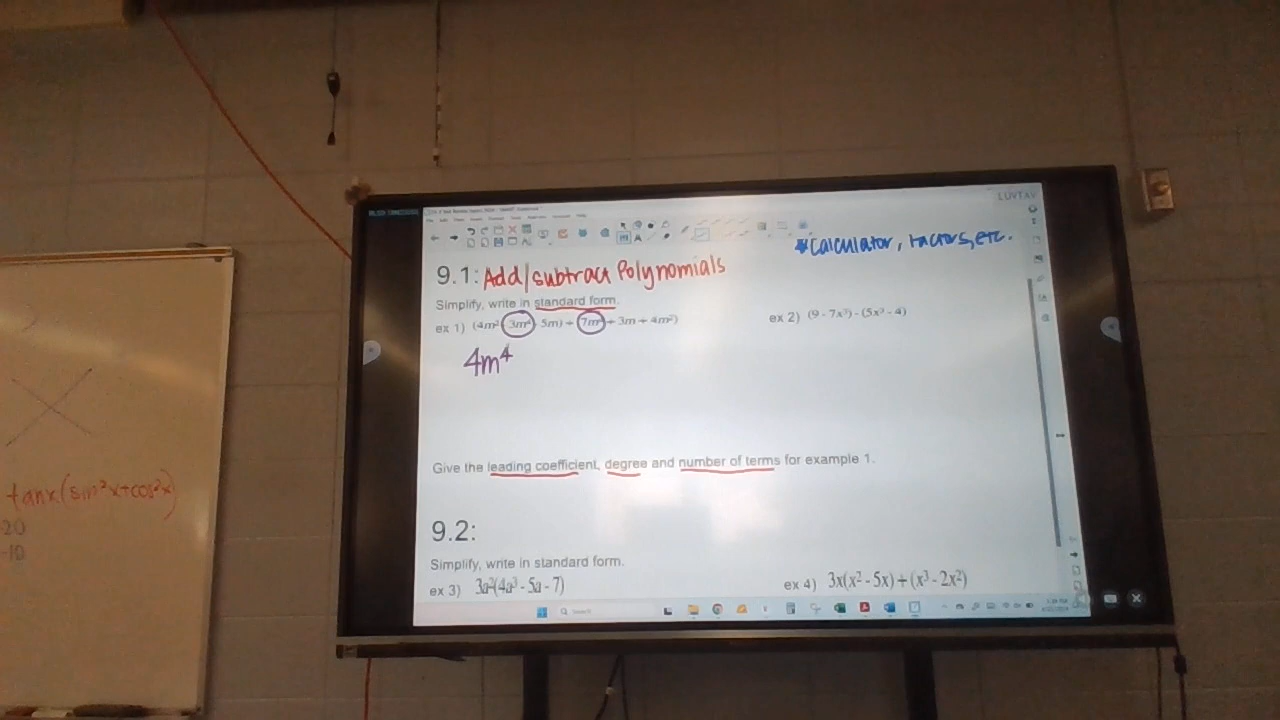 LUVTAV
*Calculator, factors, etc.
9.1: Add/subtract Polynomials
Simplify, write in standard form.
ex 1) (4m² 3m⁴ 5m) + 7m⁴ + 3m + 4m²)
ex 2) (9 - 7x³) - (5x³ - 4)
4m⁴
Give the leading coefficient, degree and number of terms for example 1.
tanx(sin²x+cos²x)
-20
-10
9.2:
Simplify, write in standard form.
ex 3) 3a²(4a³ - 5a - 7)
ex 4) 3x(x² - 5x) + (x³ - 2x²)
Search